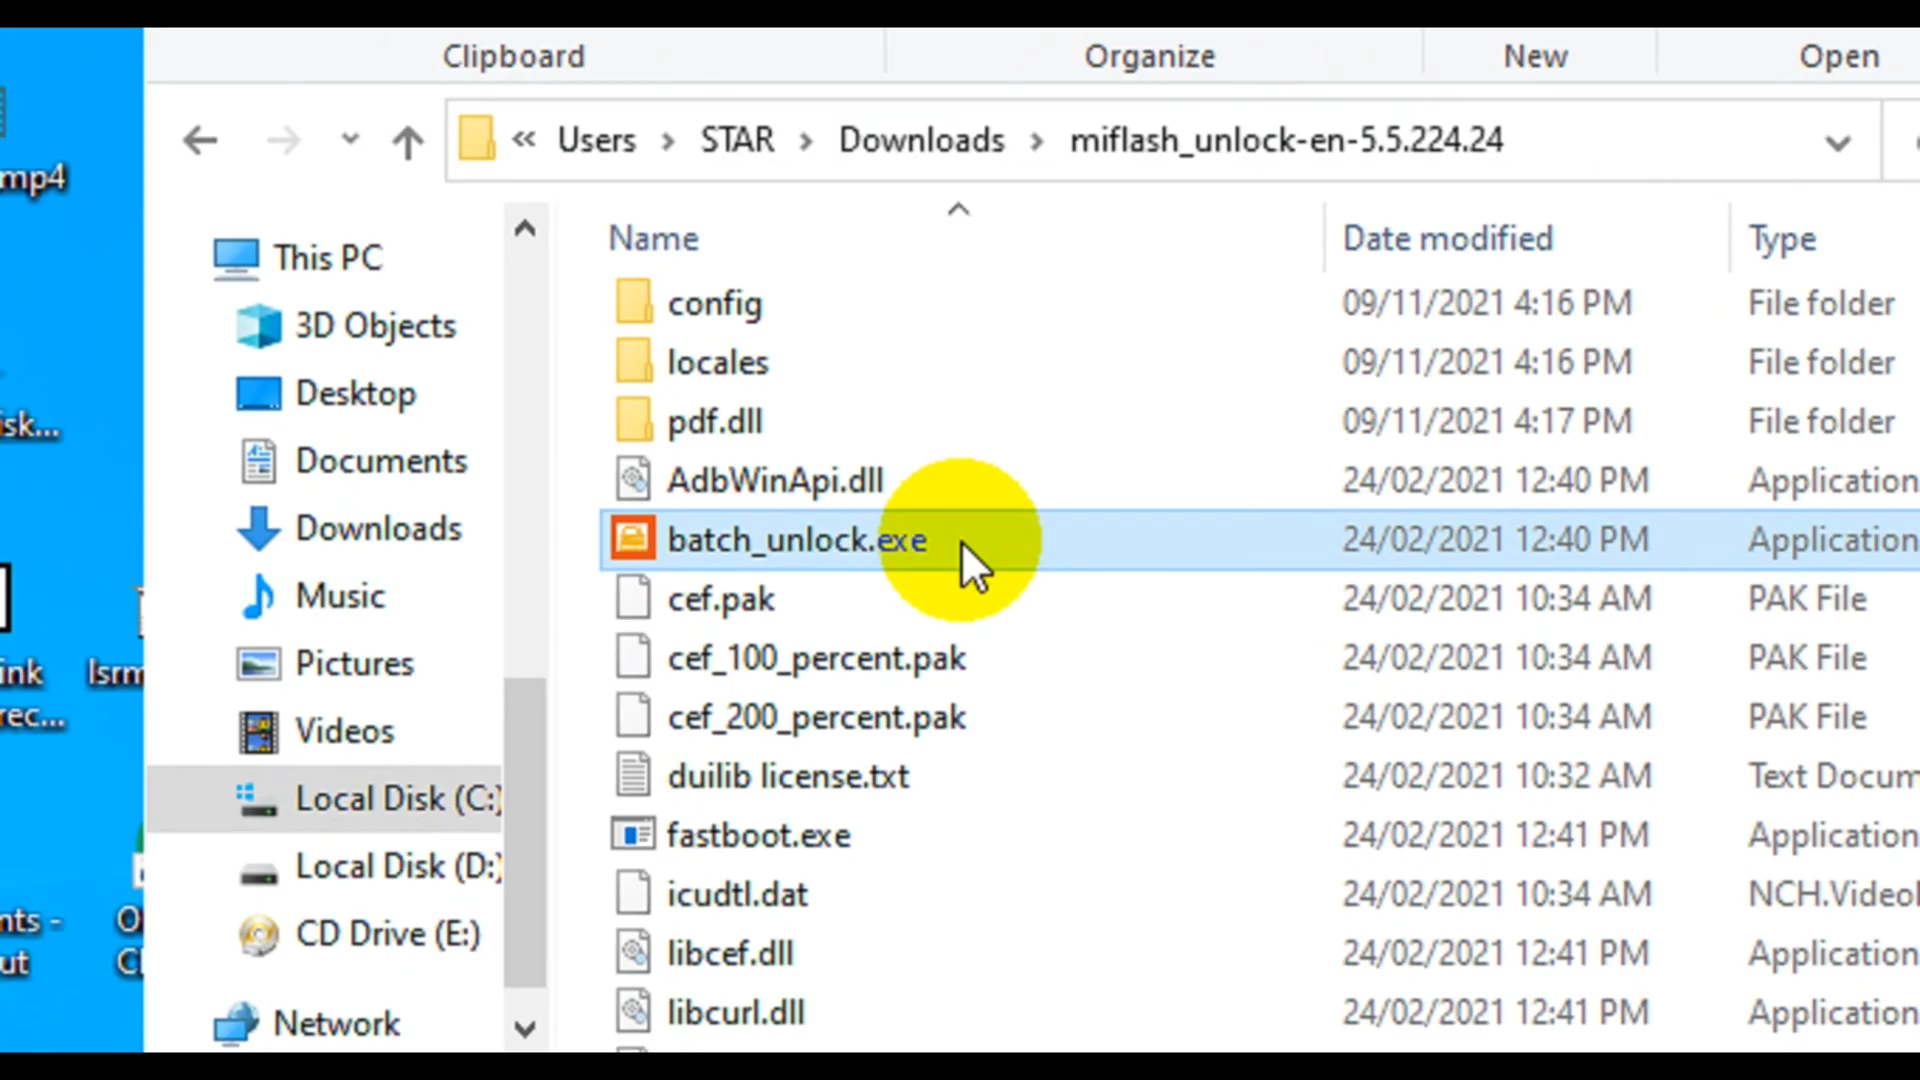 Clipboard Organize New Open
« Users > STAR > Downloads > miflash_unlock-en-5.5.224.24
Name Date modified Type
This PC
3D Objects
Desktop
Documents
Downloads
Music
Pictures
Videos
Local Disk (C:)
Local Disk (D:)
CD Drive (E:)
Network
config 09/11/2021 4:16 PM File folder
locales 09/11/2021 4:16 PM File folder
pdf.dll 09/11/2021 4:17 PM File folder
AdbWinApi.dll 24/02/2021 12:40 PM Application
batch_unlock.exe 24/02/2021 12:40 PM Application
cef.pak 24/02/2021 10:34 AM PAK File
cef_100_percent.pak 24/02/2021 10:34 AM PAK File
cef_200_percent.pak 24/02/2021 10:34 AM PAK File
duilib license.txt 24/02/2021 10:32 AM Text Docum
fastboot.exe 24/02/2021 12:41 PM Application
icudtl.dat 24/02/2021 10:34 AM NCH.Video
libcef.dll 24/02/2021 12:41 PM Application
libcurl.dll 24/02/2021 12:41 PM Application
mp4
isk...
ink lsrm
rec...
nts -
ut